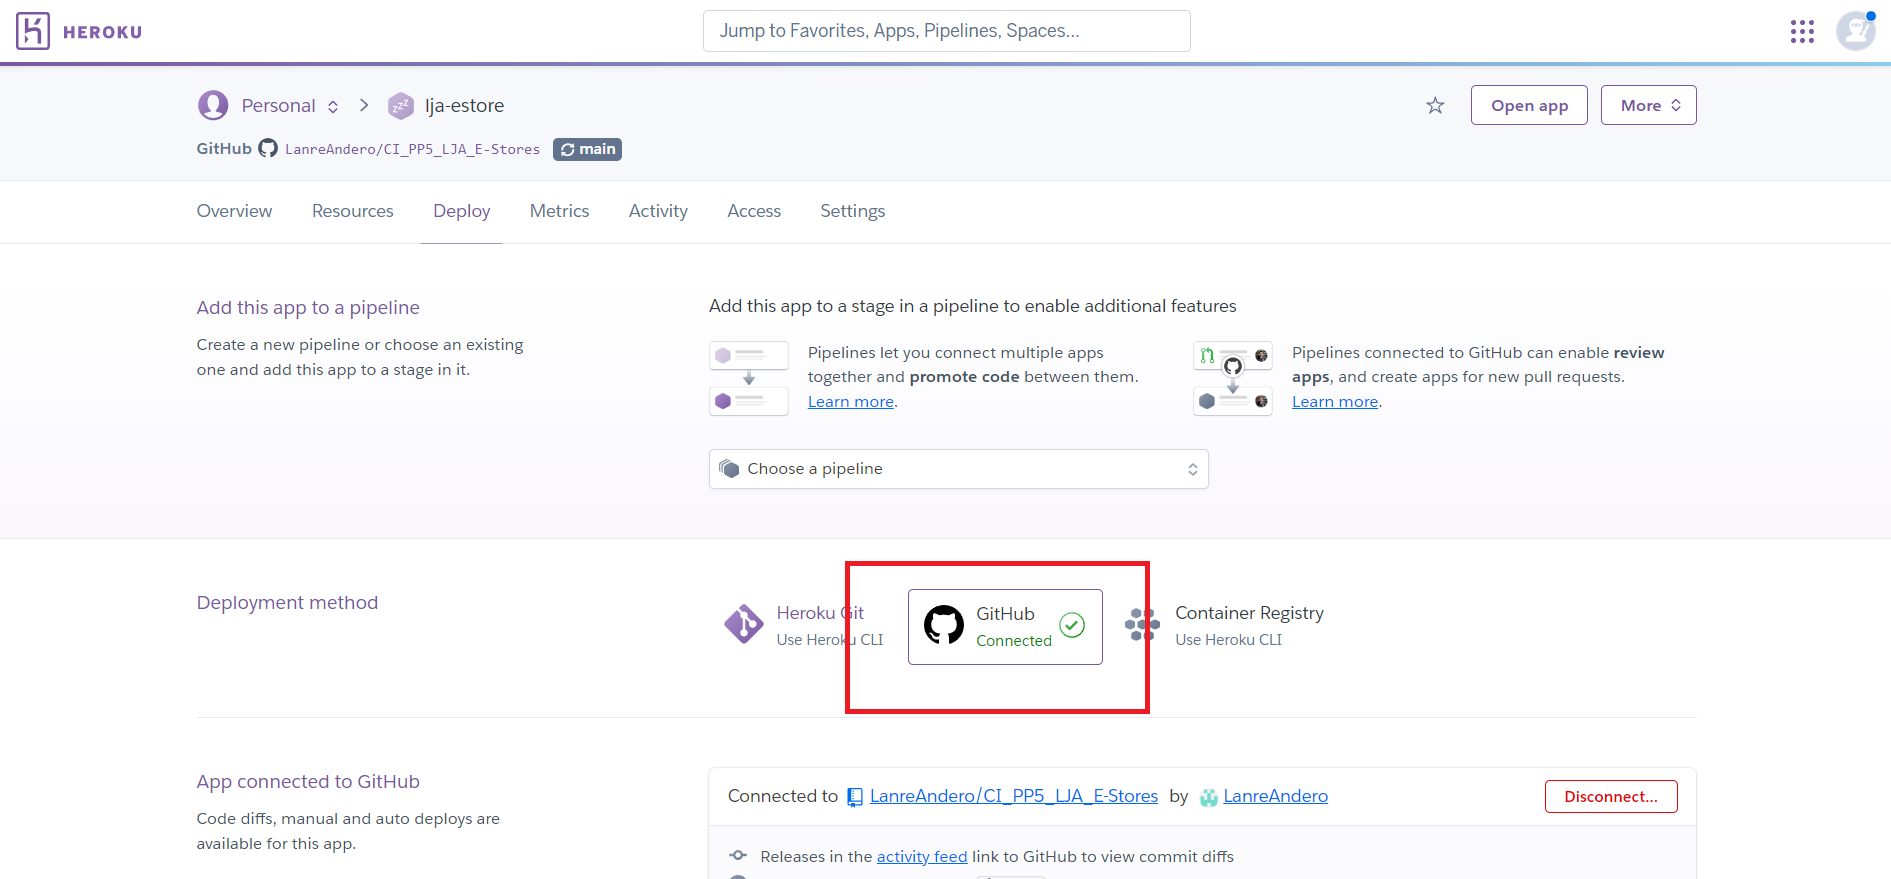 HEROKU
Jump to Favorites, Apps, Pipelines, Spaces...
Personal
zzz
lja-estore
Open app
More
GitHub LanreAndero/CI_PP5_LJA_E-Stores main
Overview
Resources
Deploy
Metrics
Activity
Access
Settings
Add this app to a pipeline
Create a new pipeline or choose an existing
one and add this app to a stage in it.
Add this app to a stage in a pipeline to enable additional features
Pipelines let you connect multiple apps
together and promote code between them.
Learn more.
Pipelines connected to GitHub can enable review
apps, and create apps for new pull requests.
Learn more.
Choose a pipeline
Deployment method
Heroku Git
Use Heroku CLI
GitHub
Connected
Container Registry
Use Heroku CLI
App connected to GitHub
Code diffs, manual and auto deploys are
available for this app.
Connected to LanreAndero/CI_PP5_LJA_E-Stores by LanreAndero
Disconnect...
Releases in the activity feed link to GitHub to view commit diffs